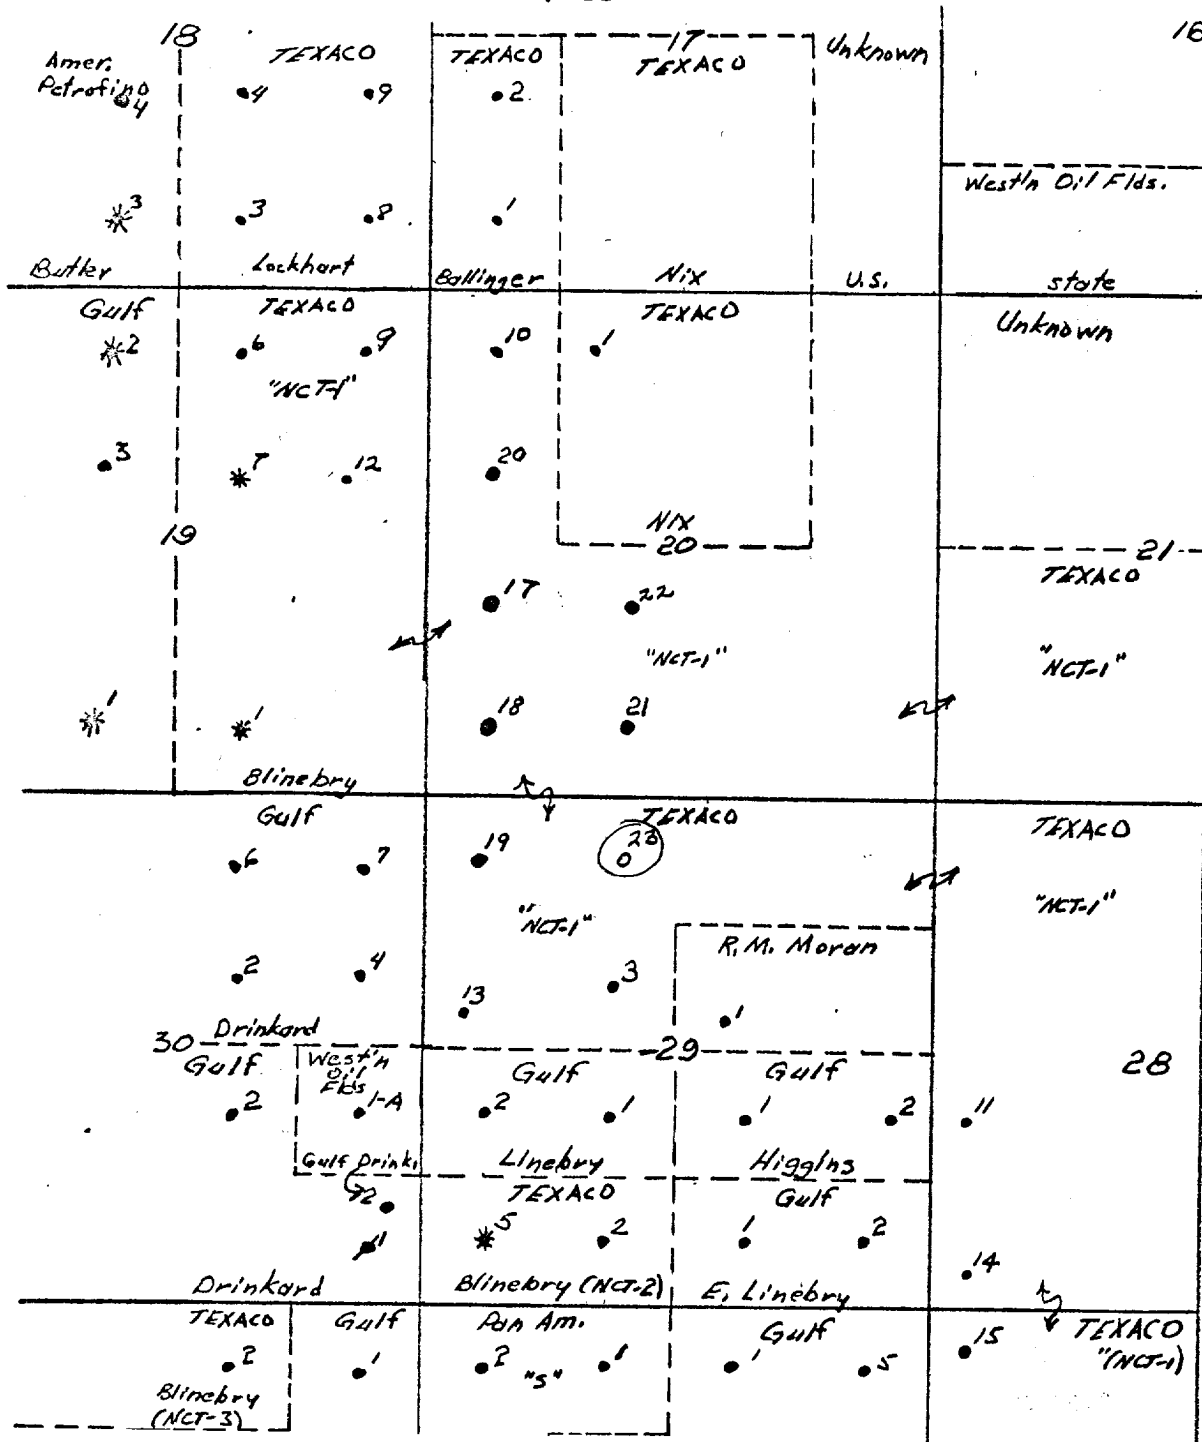 18 TEXACO TEXACO 17 Unknown 16
Amer. TEXACO
Petrofina
4 4 9 2
West'n Oil Flds.
3 3 8 1
Butler Lockhart Ballinger Nix U.S. state
Gulf TEXACO TEXACO Unknown
2 6 9 10 1
"NCT-1"
3 7 12 20
19 Nix
20 21
TEXACO
17 22
"NCT-1" "NCT-1"
1 1 18 21
Blinebry
Gulf TEXACO TEXACO
6 7 19 23
"NCT-1" "NCT-1"
R.M. Moran
2 4 13 3 1
Drinkard
30 29 28
Gulf West'n Gulf Gulf
Oil
Flds
2 1-A 2 1 1 2 11
Gulf Drink. Linebry Higgins
TEXACO Gulf
2 5 2 1 2
1 14
Drinkard Blinebry (NCT-2) E. Linebry
TEXACO Gulf Pan Am. Gulf TEXACO
"(NCT-1)
2 1 2 "S" 1 1 5 15
Blinebry
(NCT-3)